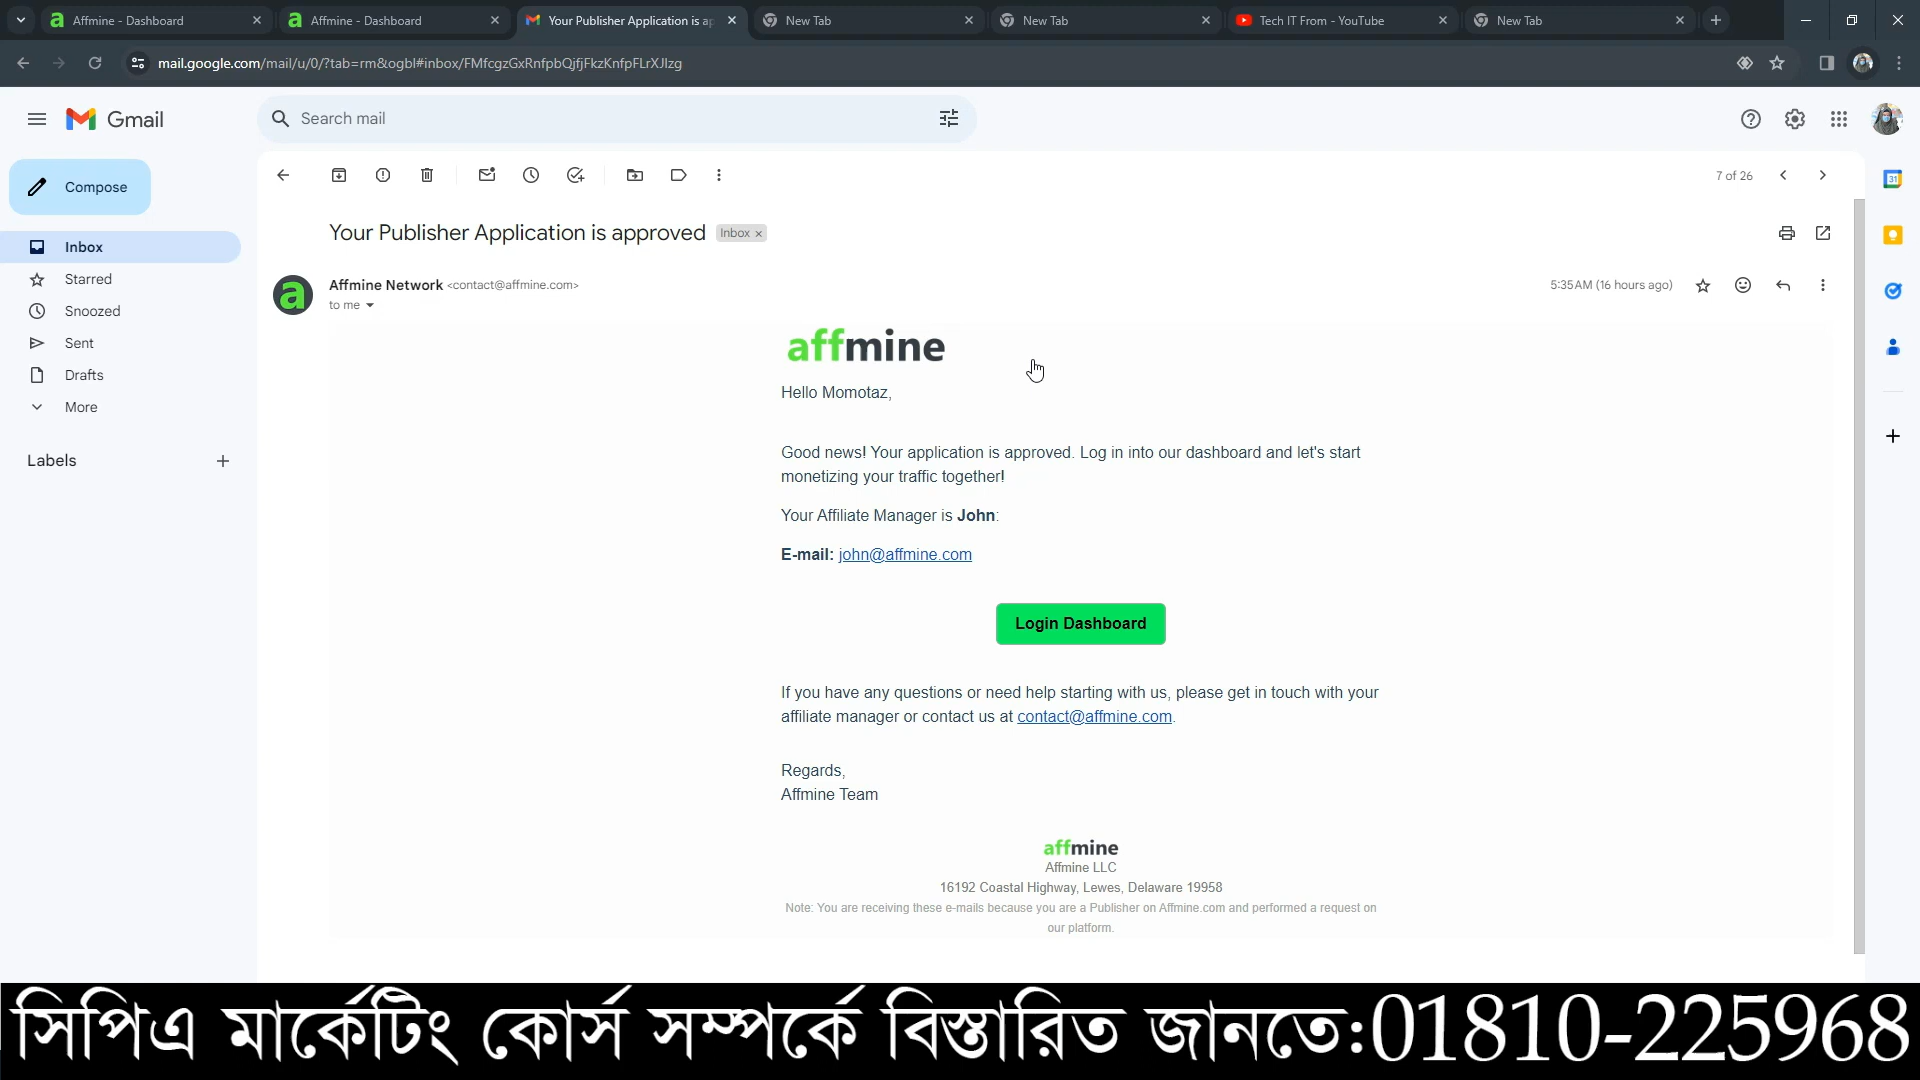 Affmine - Dashboard
Affmine - Dashboard
Your Publisher Application is ap
New Tab
New Tab
Tech IT From - YouTube
New Tab
mail.google.com/mail/u/0/?tab=rm&ogbl#inbox/FMfcgzGxRnfpbQjfjFkzKnfpFLrXJlzg
Gmail
Search mail
Compose
7 of 26
Inbox
Starred
Snoozed
Sent
Drafts
More
Labels
Your Publisher Application is approved
Inbox
Affmine Network <contact@affmine.com>
5:35 AM (16 hours ago)
to me
a
affmine
Hello Momotaz,
Good news! Your application is approved. Log in into our dashboard and let's start
monetizing your traffic together!
Your Affiliate Manager is John:
E-mail: john@affmine.com
Login Dashboard
If you have any questions or need help starting with us, please get in touch with your
affiliate manager or contact us at contact@affmine.com.
Regards,
Affmine Team
affmine
Affmine LLC
16192 Coastal Highway, Lewes, Delaware 19958
Note: You are receiving these e-mails because you are a Publisher on Affmine.com and performed a request on
our platform.
31
সিপিএ মার্কেটিং কোর্স সম্পর্কে বিস্তারিত জানতে:01810-225968